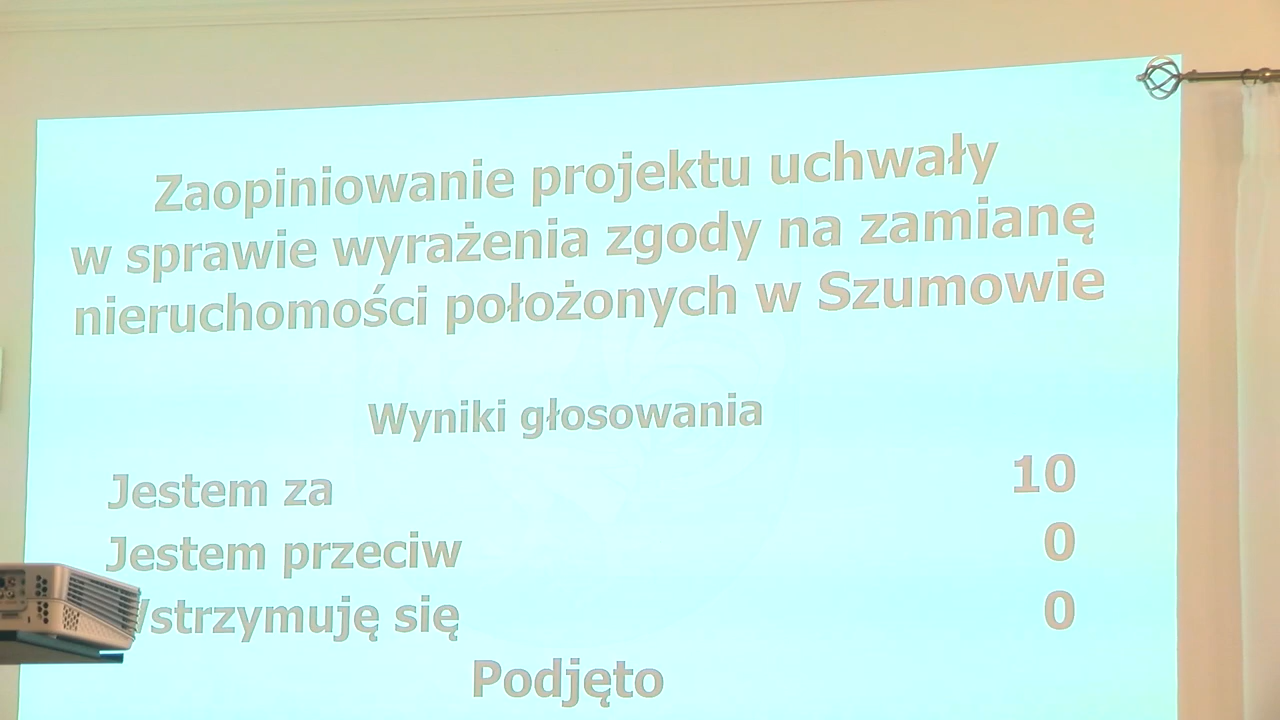 Zaopiniowanie projektu uchwały
w sprawie wyrażenia zgody na zamianę
nieruchomości położonych w Szumowie
Wyniki głosowania
Jestem za 10
Jestem przeciw 0
Wstrzymuję się 0
Podjęto